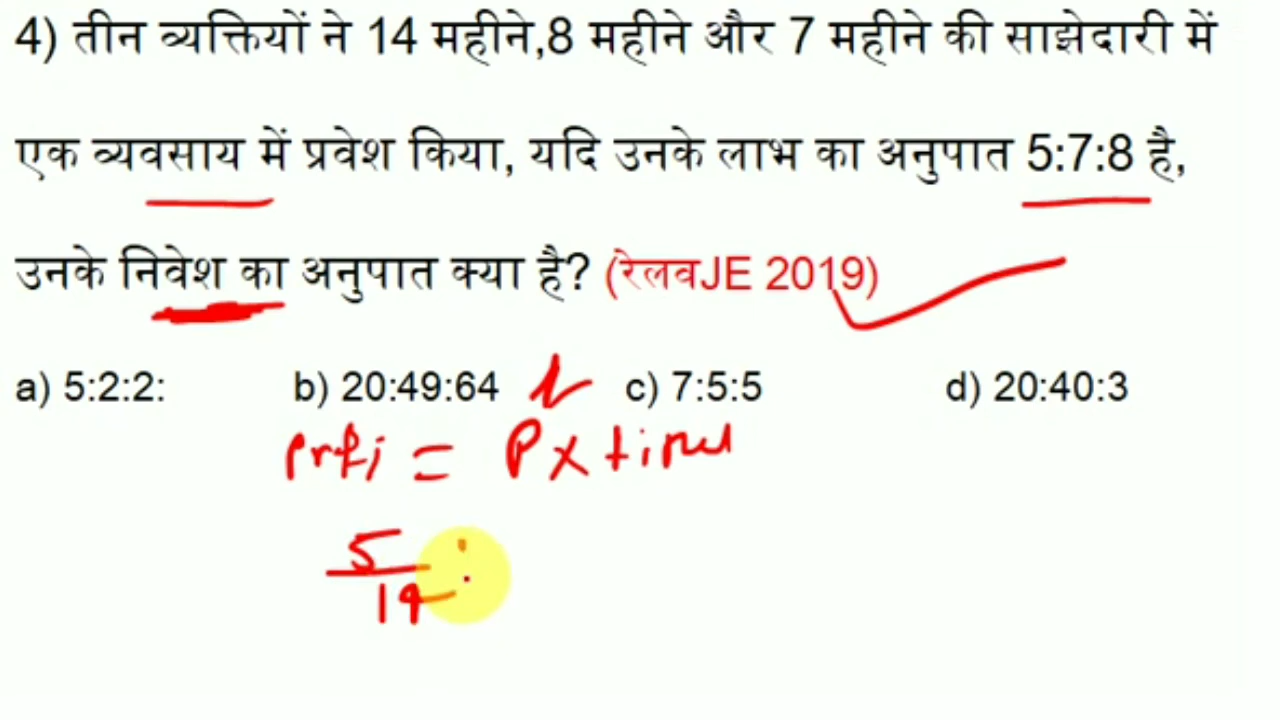 4) तीन व्यक्तियों ने 14 महीने,8 महीने और 7 महीने की साझेदारी में
एक व्यवसाय में प्रवेश किया, यदि उनके लाभ का अनुपात 5:7:8 है,
उनके निवेश का अनुपात क्या है? (रेलवJE 2019)
a) 5:2:2: b) 20:49:64 c) 7:5:5 d) 20:40:3
= P x time
5 :
14